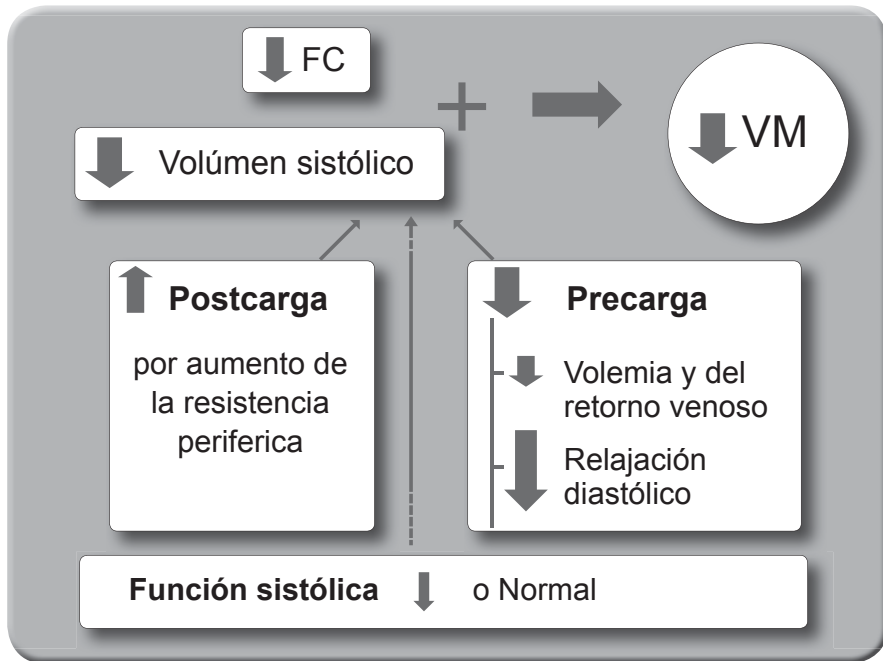 FC
+
VM
Volúmen sistólico
Postcarga
por aumento de
la resistencia
periferica
Precarga
Volemia y del
retorno venoso
Relajación
diastólico
Función sistólica o Normal